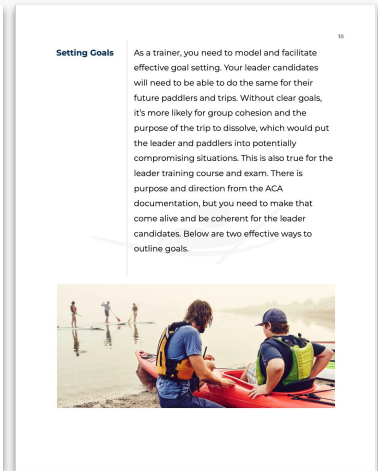 10
Setting Goals
As a trainer, you need to model and facilitate
effective goal setting. Your leader candidates
will need to be able to do the same for their
future paddlers and trips. Without clear goals,
it's more likely for group cohesion and the
purpose of the trip to dissolve, which would put
the leader and paddlers into potentially
compromising situations. This is also true for the
leader training course and exam. There is
purpose and direction from the ACA
documentation, but you need to make that
come alive and be coherent for the leader
candidates. Below are two effective ways to
outline goals.